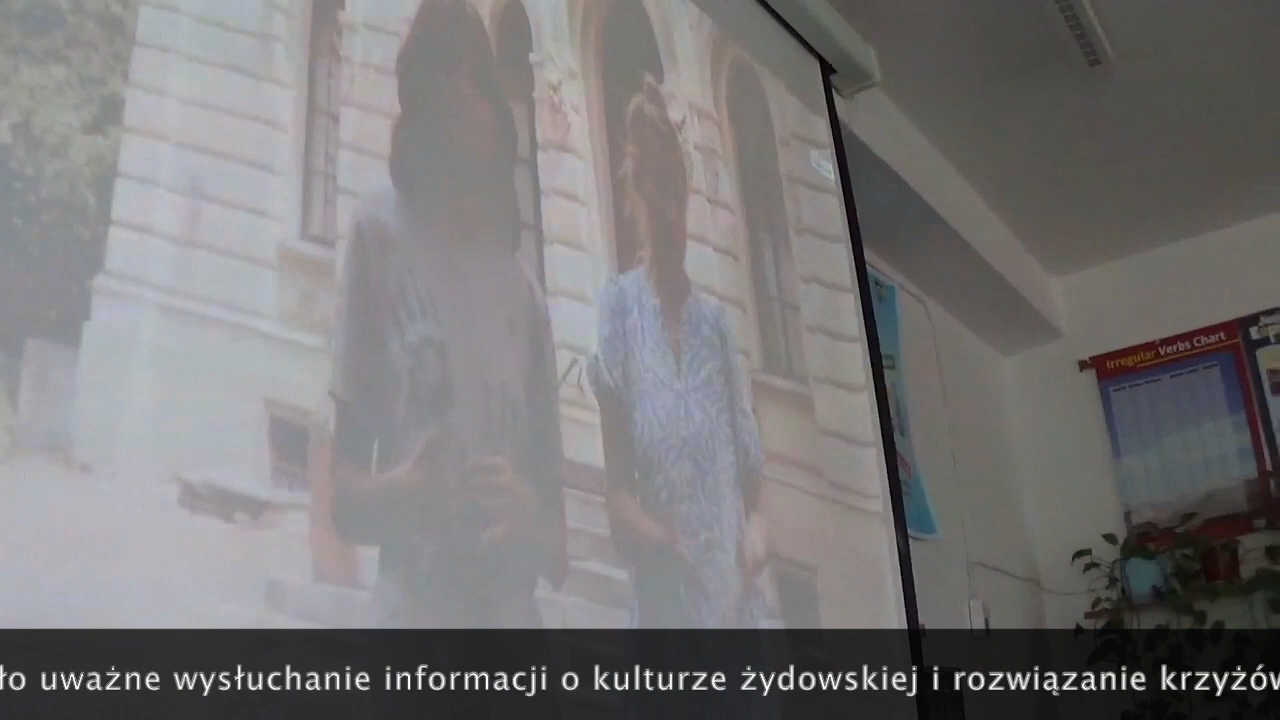 Irregular Verbs Chart
ło uważne wysłuchanie informacji o kulturze żydowskiej i rozwiązanie krzyżów